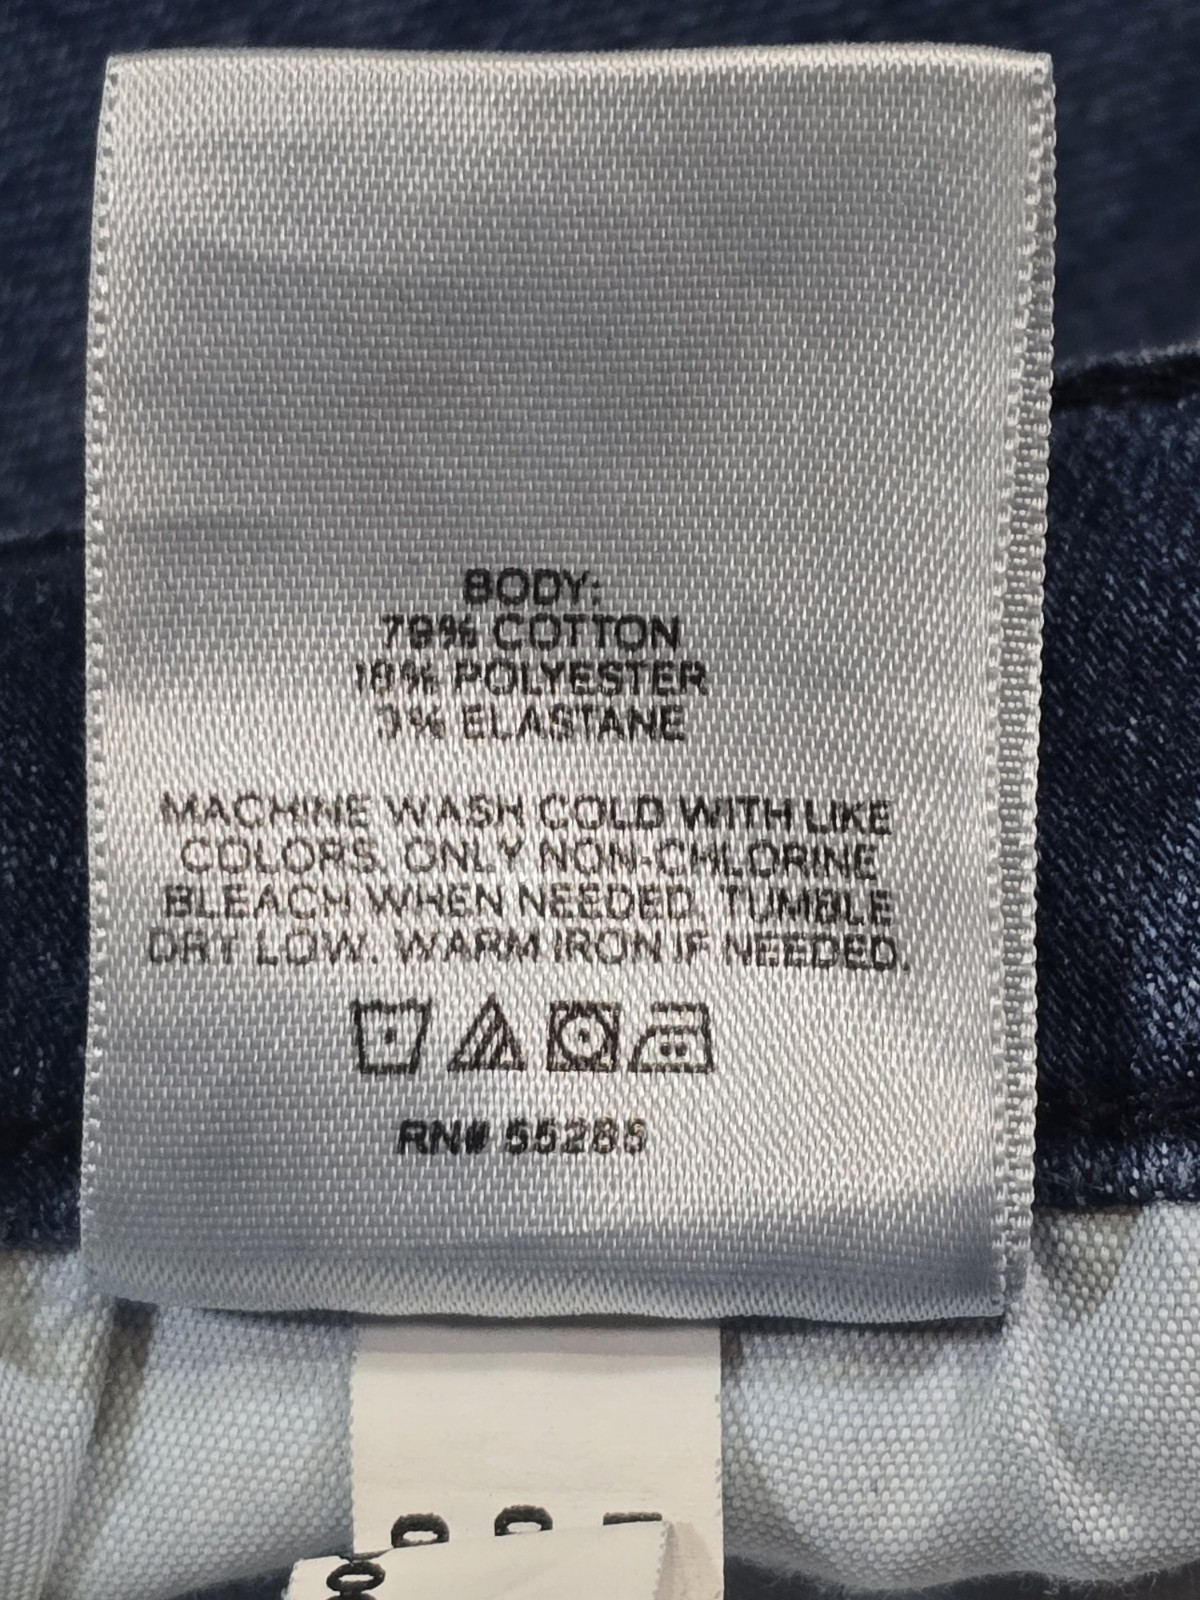 BODY:
79% COTTON
18% POLYESTER
3% ELASTANE
MACHINE WASH COLD WITH LIKE
COLORS. ONLY NON-CHLORINE
BLEACH WHEN NEEDED. TUMBLE
DRY LOW. WARM IRON IF NEEDED.
RN#